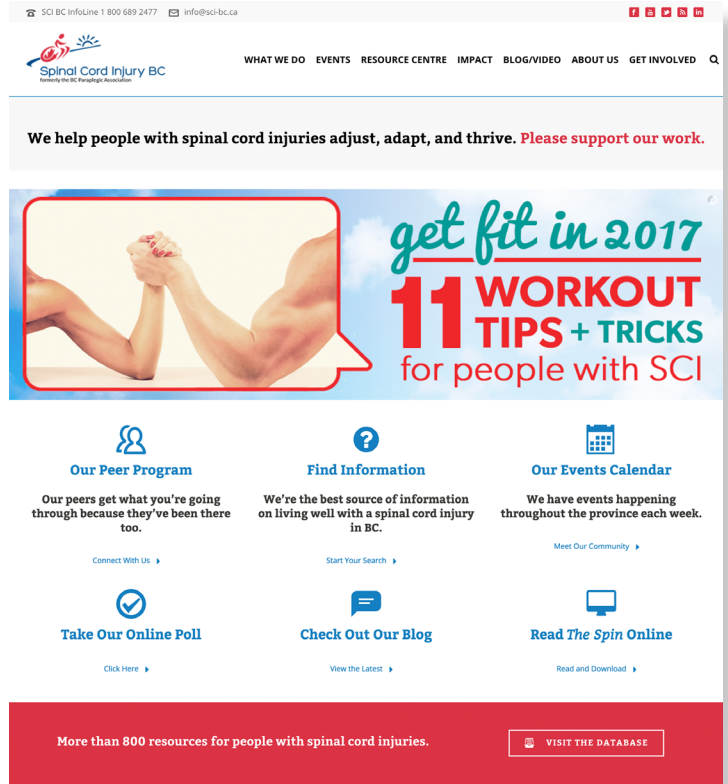 SCI BC InfoLine 1 800 689 2477 info@sci-bc.ca
Spinal Cord Injury BC
formerly the BC Paraplegic Association
WHAT WE DO EVENTS RESOURCE CENTRE IMPACT BLOG/VIDEO ABOUT US GET INVOLVED
We help people with spinal cord injuries adjust, adapt, and thrive. Please support our work.
get fit in 2017
11 WORKOUT
TIPS + TRICKS
for people with SCI
Our Peer Program
Our peers get what you're going
through because they've been there
too.
Connect With Us
Find Information
We're the best source of information
on living well with a spinal cord injury
in BC.
Start Your Search
Our Events Calendar
We have events happening
throughout the province each week.
Meet Our Community
Take Our Online Poll
Click Here
Check Out Our Blog
View the Latest
Read The Spin Online
Read and Download
More than 800 resources for people with spinal cord injuries.
VISIT THE DATABASE